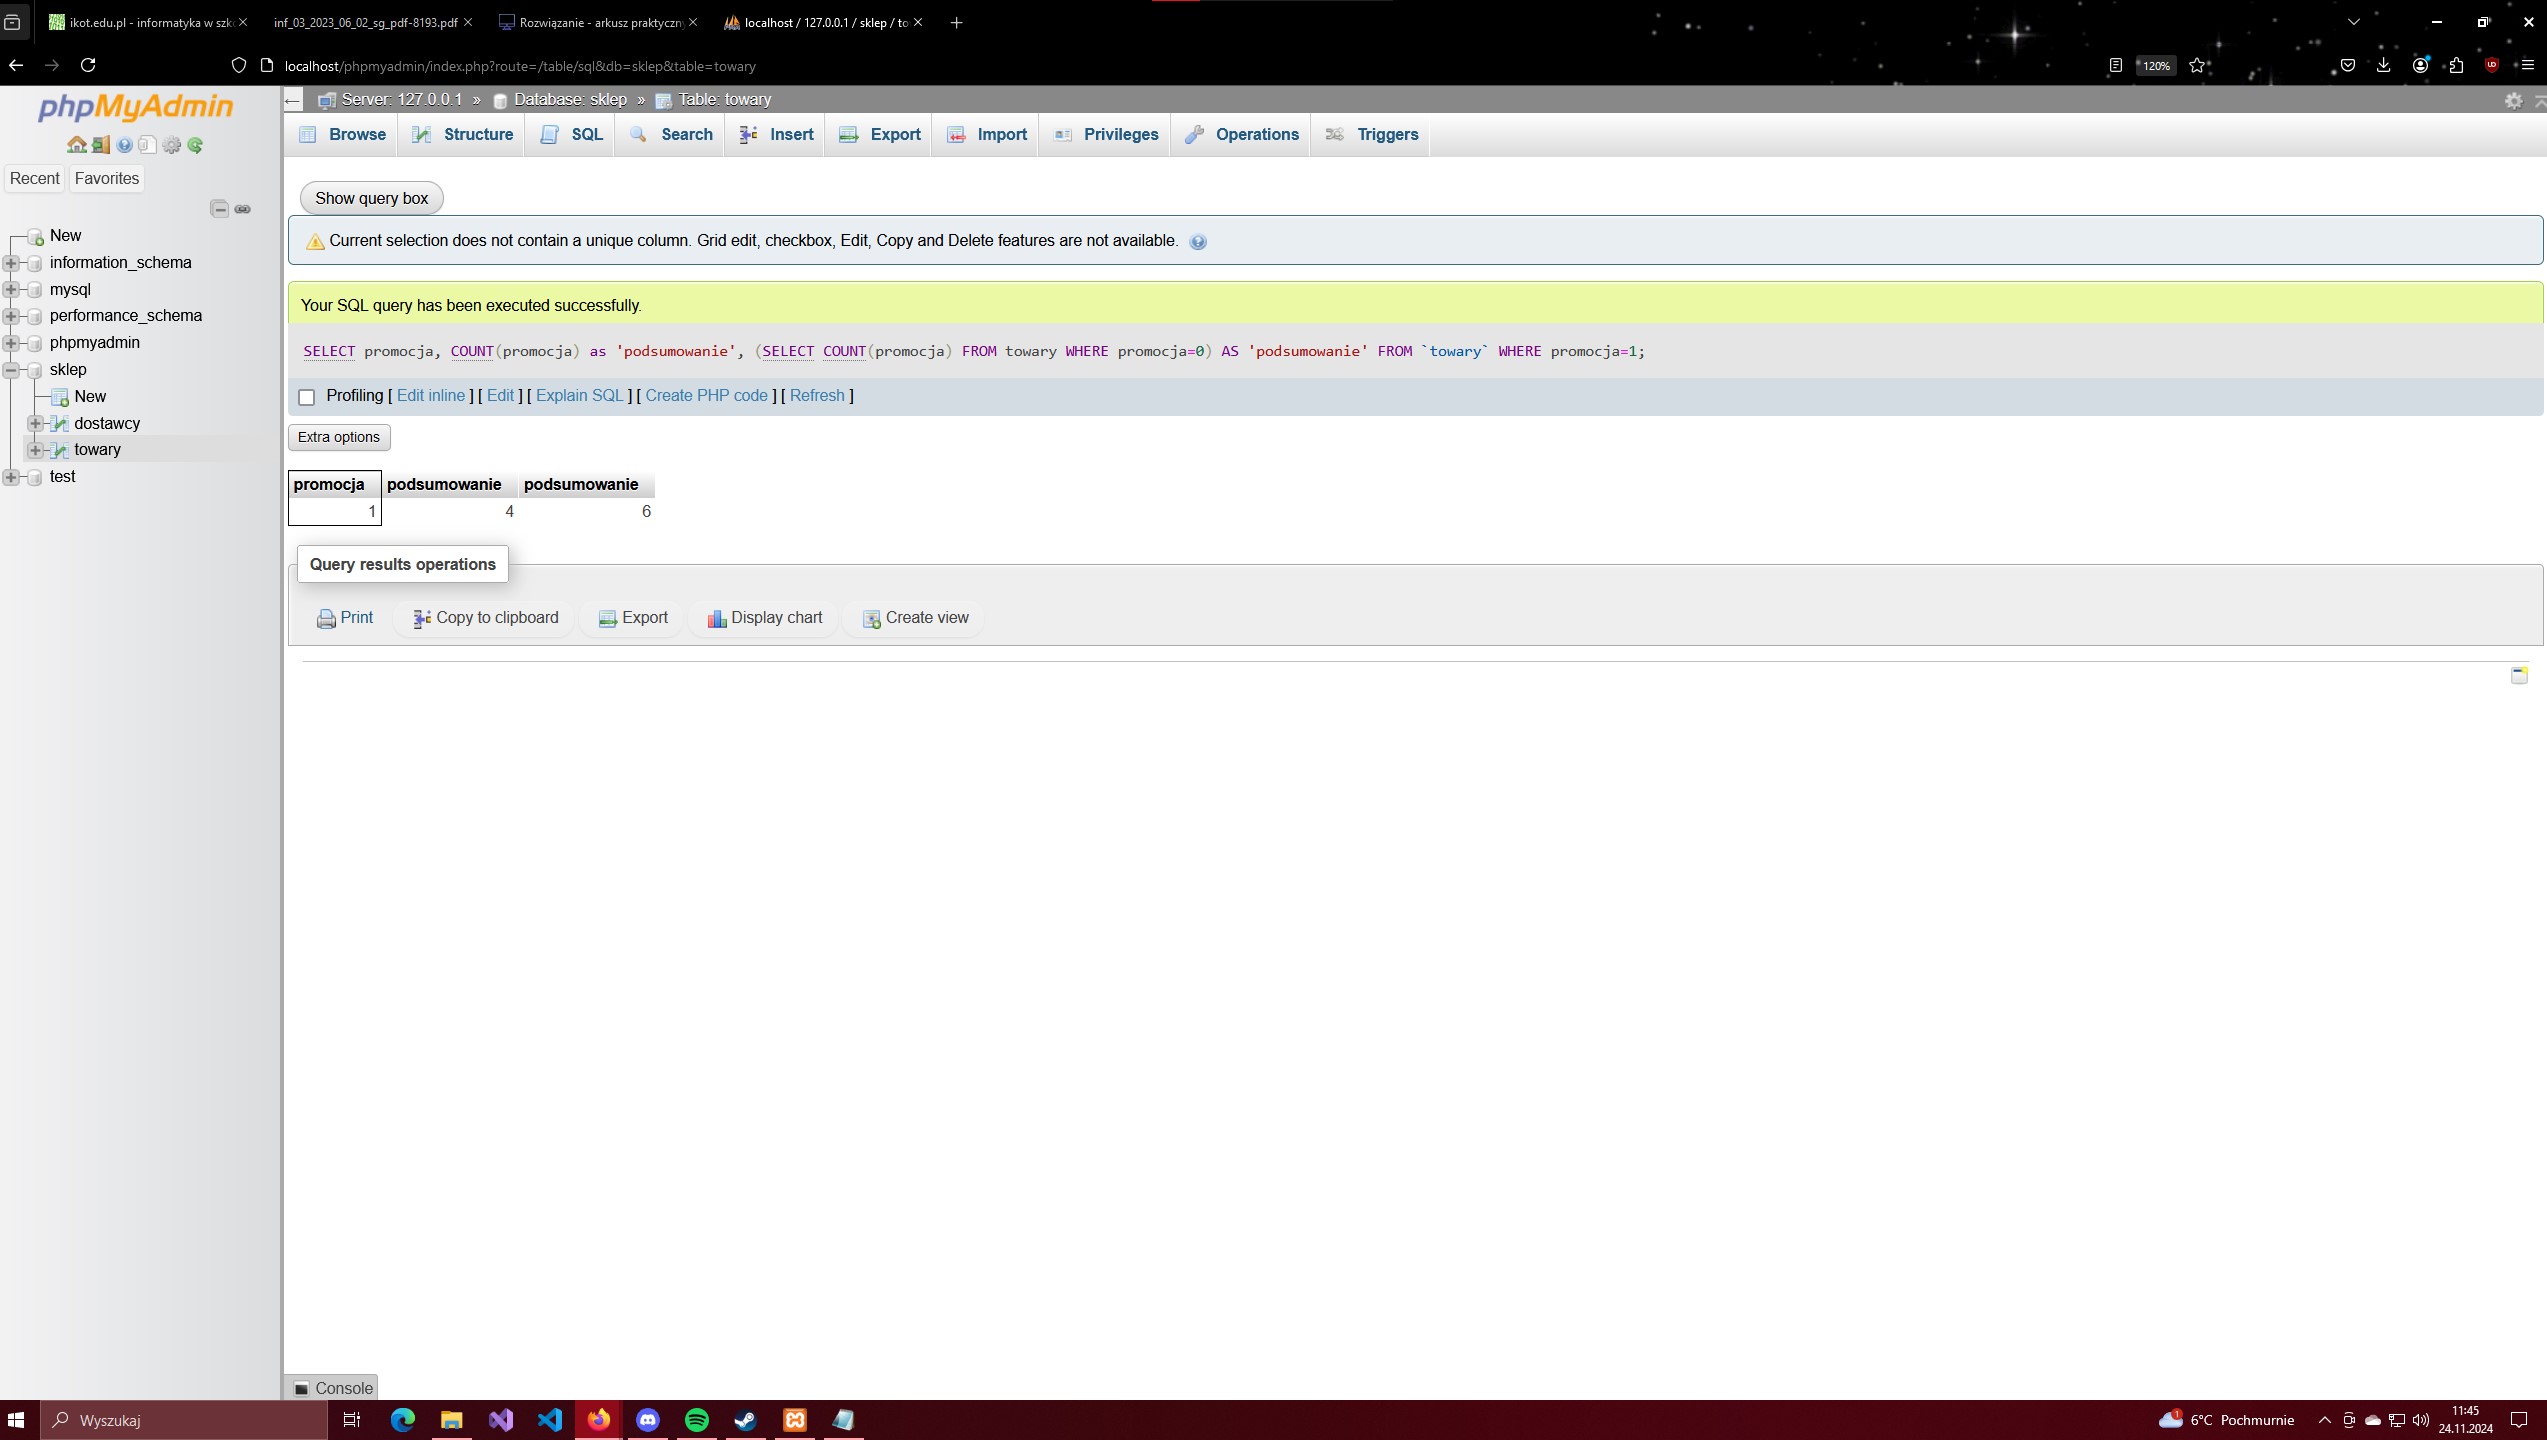 ikot.edu.pl - informatyka w szk
inf_03_2023_06_02_sg_pdf-8193.pdf
Rozwiązanie - arkusz praktyczn
localhost / 127.0.0.1 / sklep / to
localhost/phpmyadmin/index.php?route=/table/sql&db=sklep&table=towary
120%
phpMyAdmin
Server: 127.0.0.1 » Database: sklep » Table: towary
Browse Structure SQL Search Insert Export Import Privileges Operations Triggers
Recent Favorites
New
information_schema
mysql
performance_schema
phpmyadmin
sklep
New
dostawcy
towary
test
Show query box
Current selection does not contain a unique column. Grid edit, checkbox, Edit, Copy and Delete features are not available.
Your SQL query has been executed successfully.
SELECT promocja, COUNT(promocja) as 'podsumowanie', (SELECT COUNT(promocja) FROM towary WHERE promocja=0) AS 'podsumowanie' FROM `towary` WHERE promocja=1;
Profiling [ Edit inline ] [ Edit ] [ Explain SQL ] [ Create PHP code ] [ Refresh ]
Extra options
promocja podsumowanie podsumowanie
1 4 6
Query results operations
Print Copy to clipboard Export Display chart Create view
Console
Wyszukaj
1
6°C Pochmurnie
11:45
24.11.2024